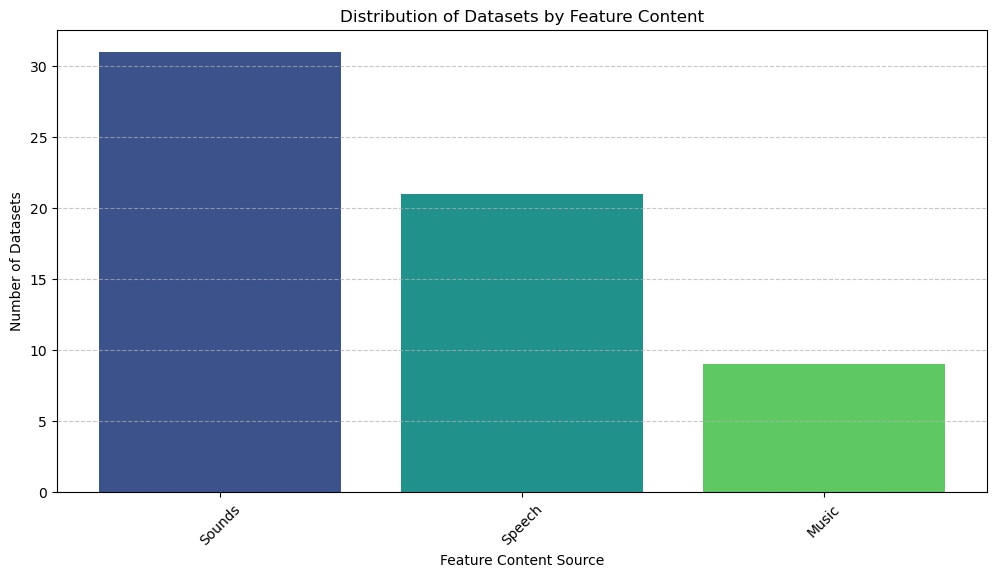 Distribution of Datasets by Feature Content
Number of Datasets
30
25
20
15
10
5
0
Sounds
Speech
Music
Feature Content Source